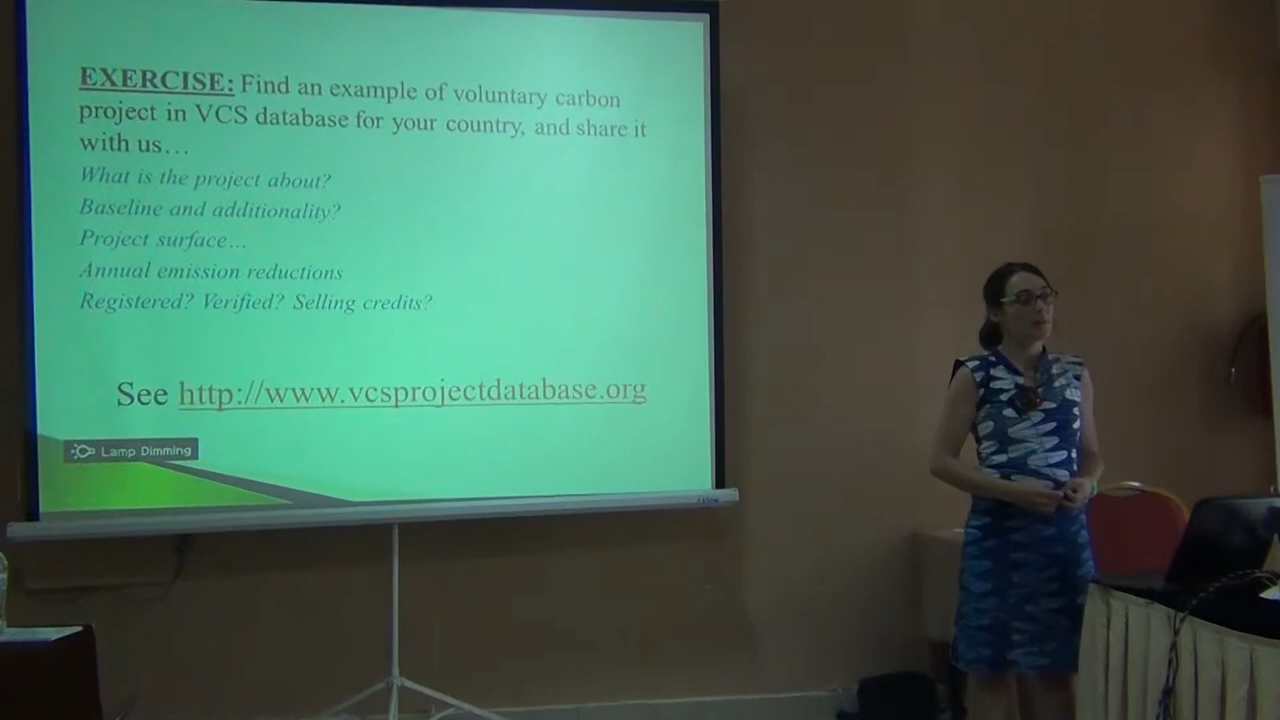 EXERCISE: Find an example of voluntary carbon
project in VCS database for your country, and share it
with us…
What is the project about?
Baseline and additionality?
Project surface…
Annual emission reductions
Registered? Verified? Selling credits?
See http://www.vcsprojectdatabase.org
Lamp Dimming